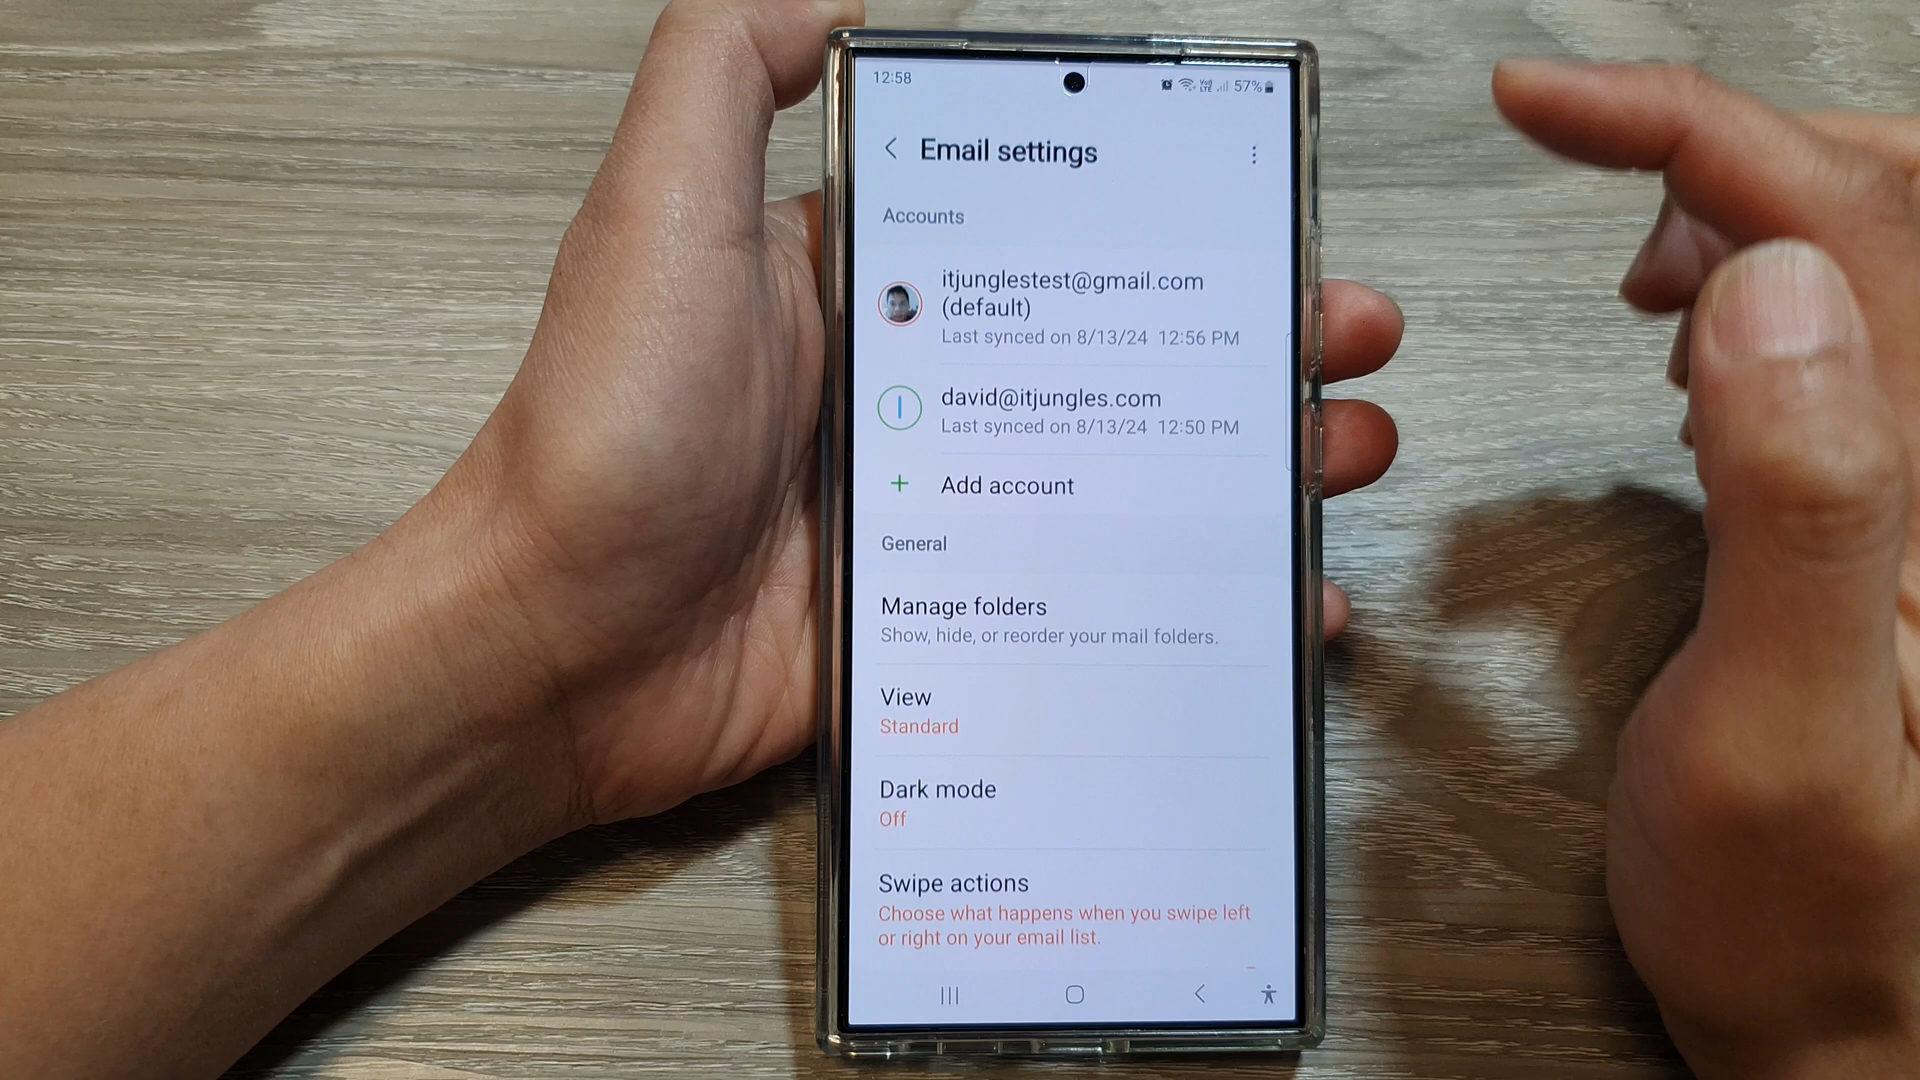 12:58
Vo)) LTE 57%
Email settings
Accounts
itjunglestest@gmail.com
(default)
Last synced on 8/13/24 12:56 PM
david@itjungles.com
Last synced on 8/13/24 12:50 PM
Add account
General
Manage folders
Show, hide, or reorder your mail folders.
View
Standard
Dark mode
Off
Swipe actions
Choose what happens when you swipe left
or right on your email list.